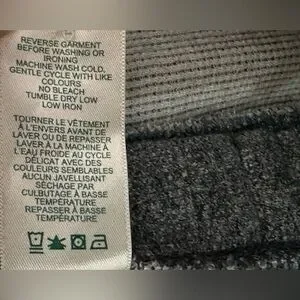 REVERSE GARMENT
BEFORE WASHING OR
IRONING
MACHINE WASH COLD,
GENTLE CYCLE WITH LIKE
COLOURS
NO BLEACH
TUMBLE DRY LOW
LOW IRON
TOURNER LE VÊTEMENT
À L'ENVERS AVANT DE
LAVER OU DE REPASSER
LAVER À LA MACHINE À
L'EAU FROIDE AU CYCLE
DÉLICAT AVEC DES
COULEURS SEMBLABLES
AUCUN JAVELLISANT
SÉCHAGE PAR
CULBUTAGE À BASSE
TEMPÉRATURE
REPASSER À BASSE
TEMPÉRATURE